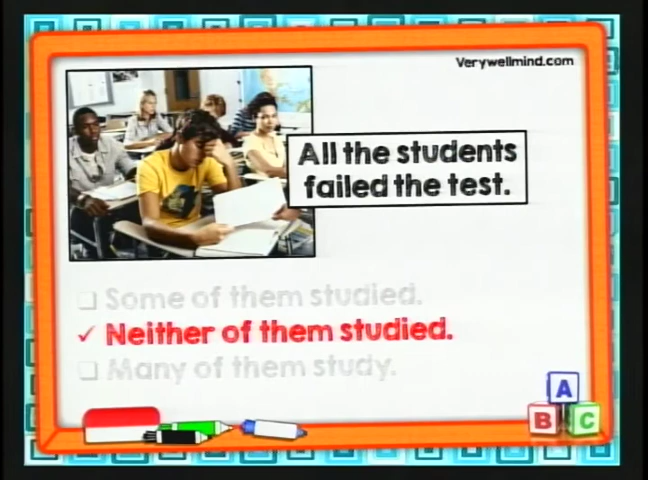 Verywellmind.com
All the students
failed the test.
Some of them studied.
Neither of them studied.
Many of them study.
A
B C